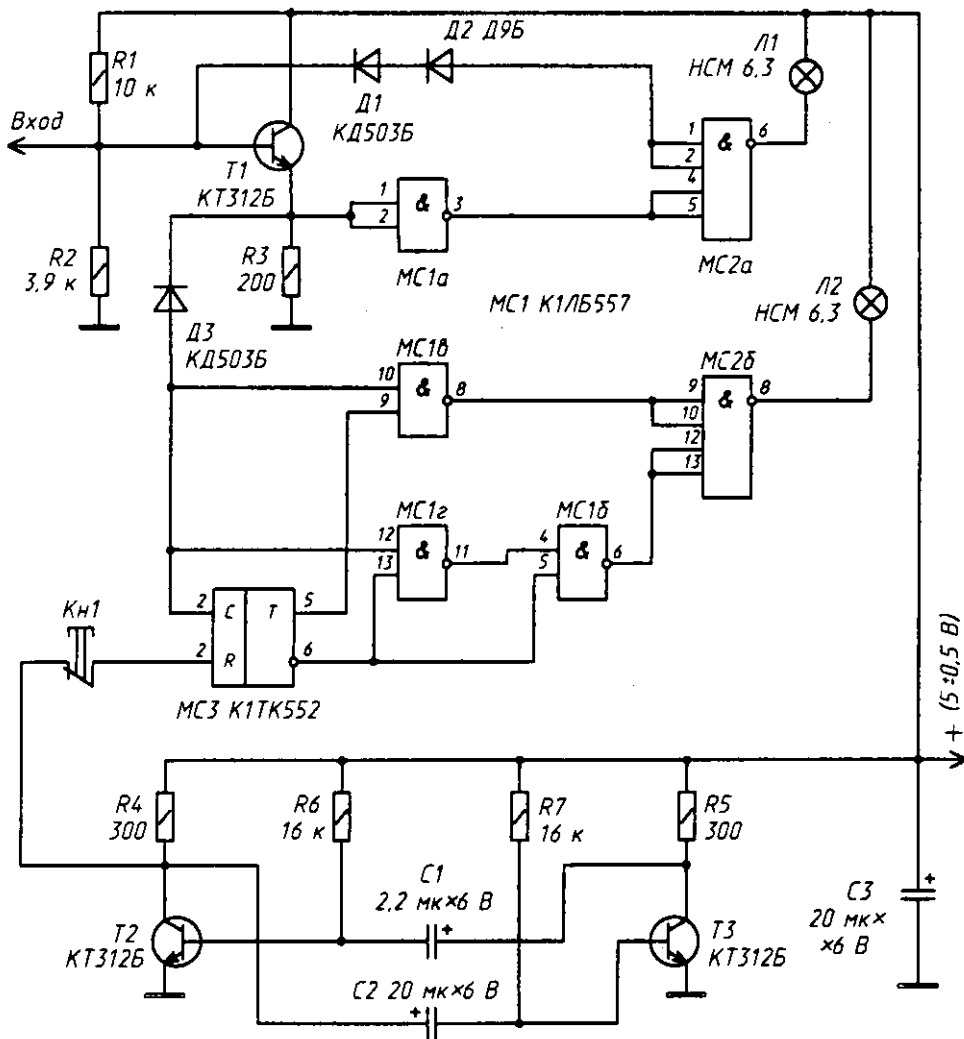 R1
10 к
Вход
Д2 Д9Б
Д1
КД503Б
Л1
НСМ 6,3
T1
КТ312Б
1
2
&
3
МС1а
1
2
4
5
&
6
МС2а
R2
3,9 к
R3
200
МС1 К1ЛБ557
Л2
НСМ 6,3
Д3
КД503Б
МС1в
10
9
&
8
МС2б
9
10
12
13
&
8
МС1г
12
13
&
11
МС1б
4
5
&
6
Кн1
2
C
T
5
2
R
6
МС3 К1ТК552
+ (5 ±0,5 В)
R4
300
R6
16 к
R7
16 к
R5
300
C1
2,2 мк×6 В
+
T2
КТ312Б
T3
КТ312Б
C2 20 мк×6 В
+
C3
20 мк×
×6 В
+